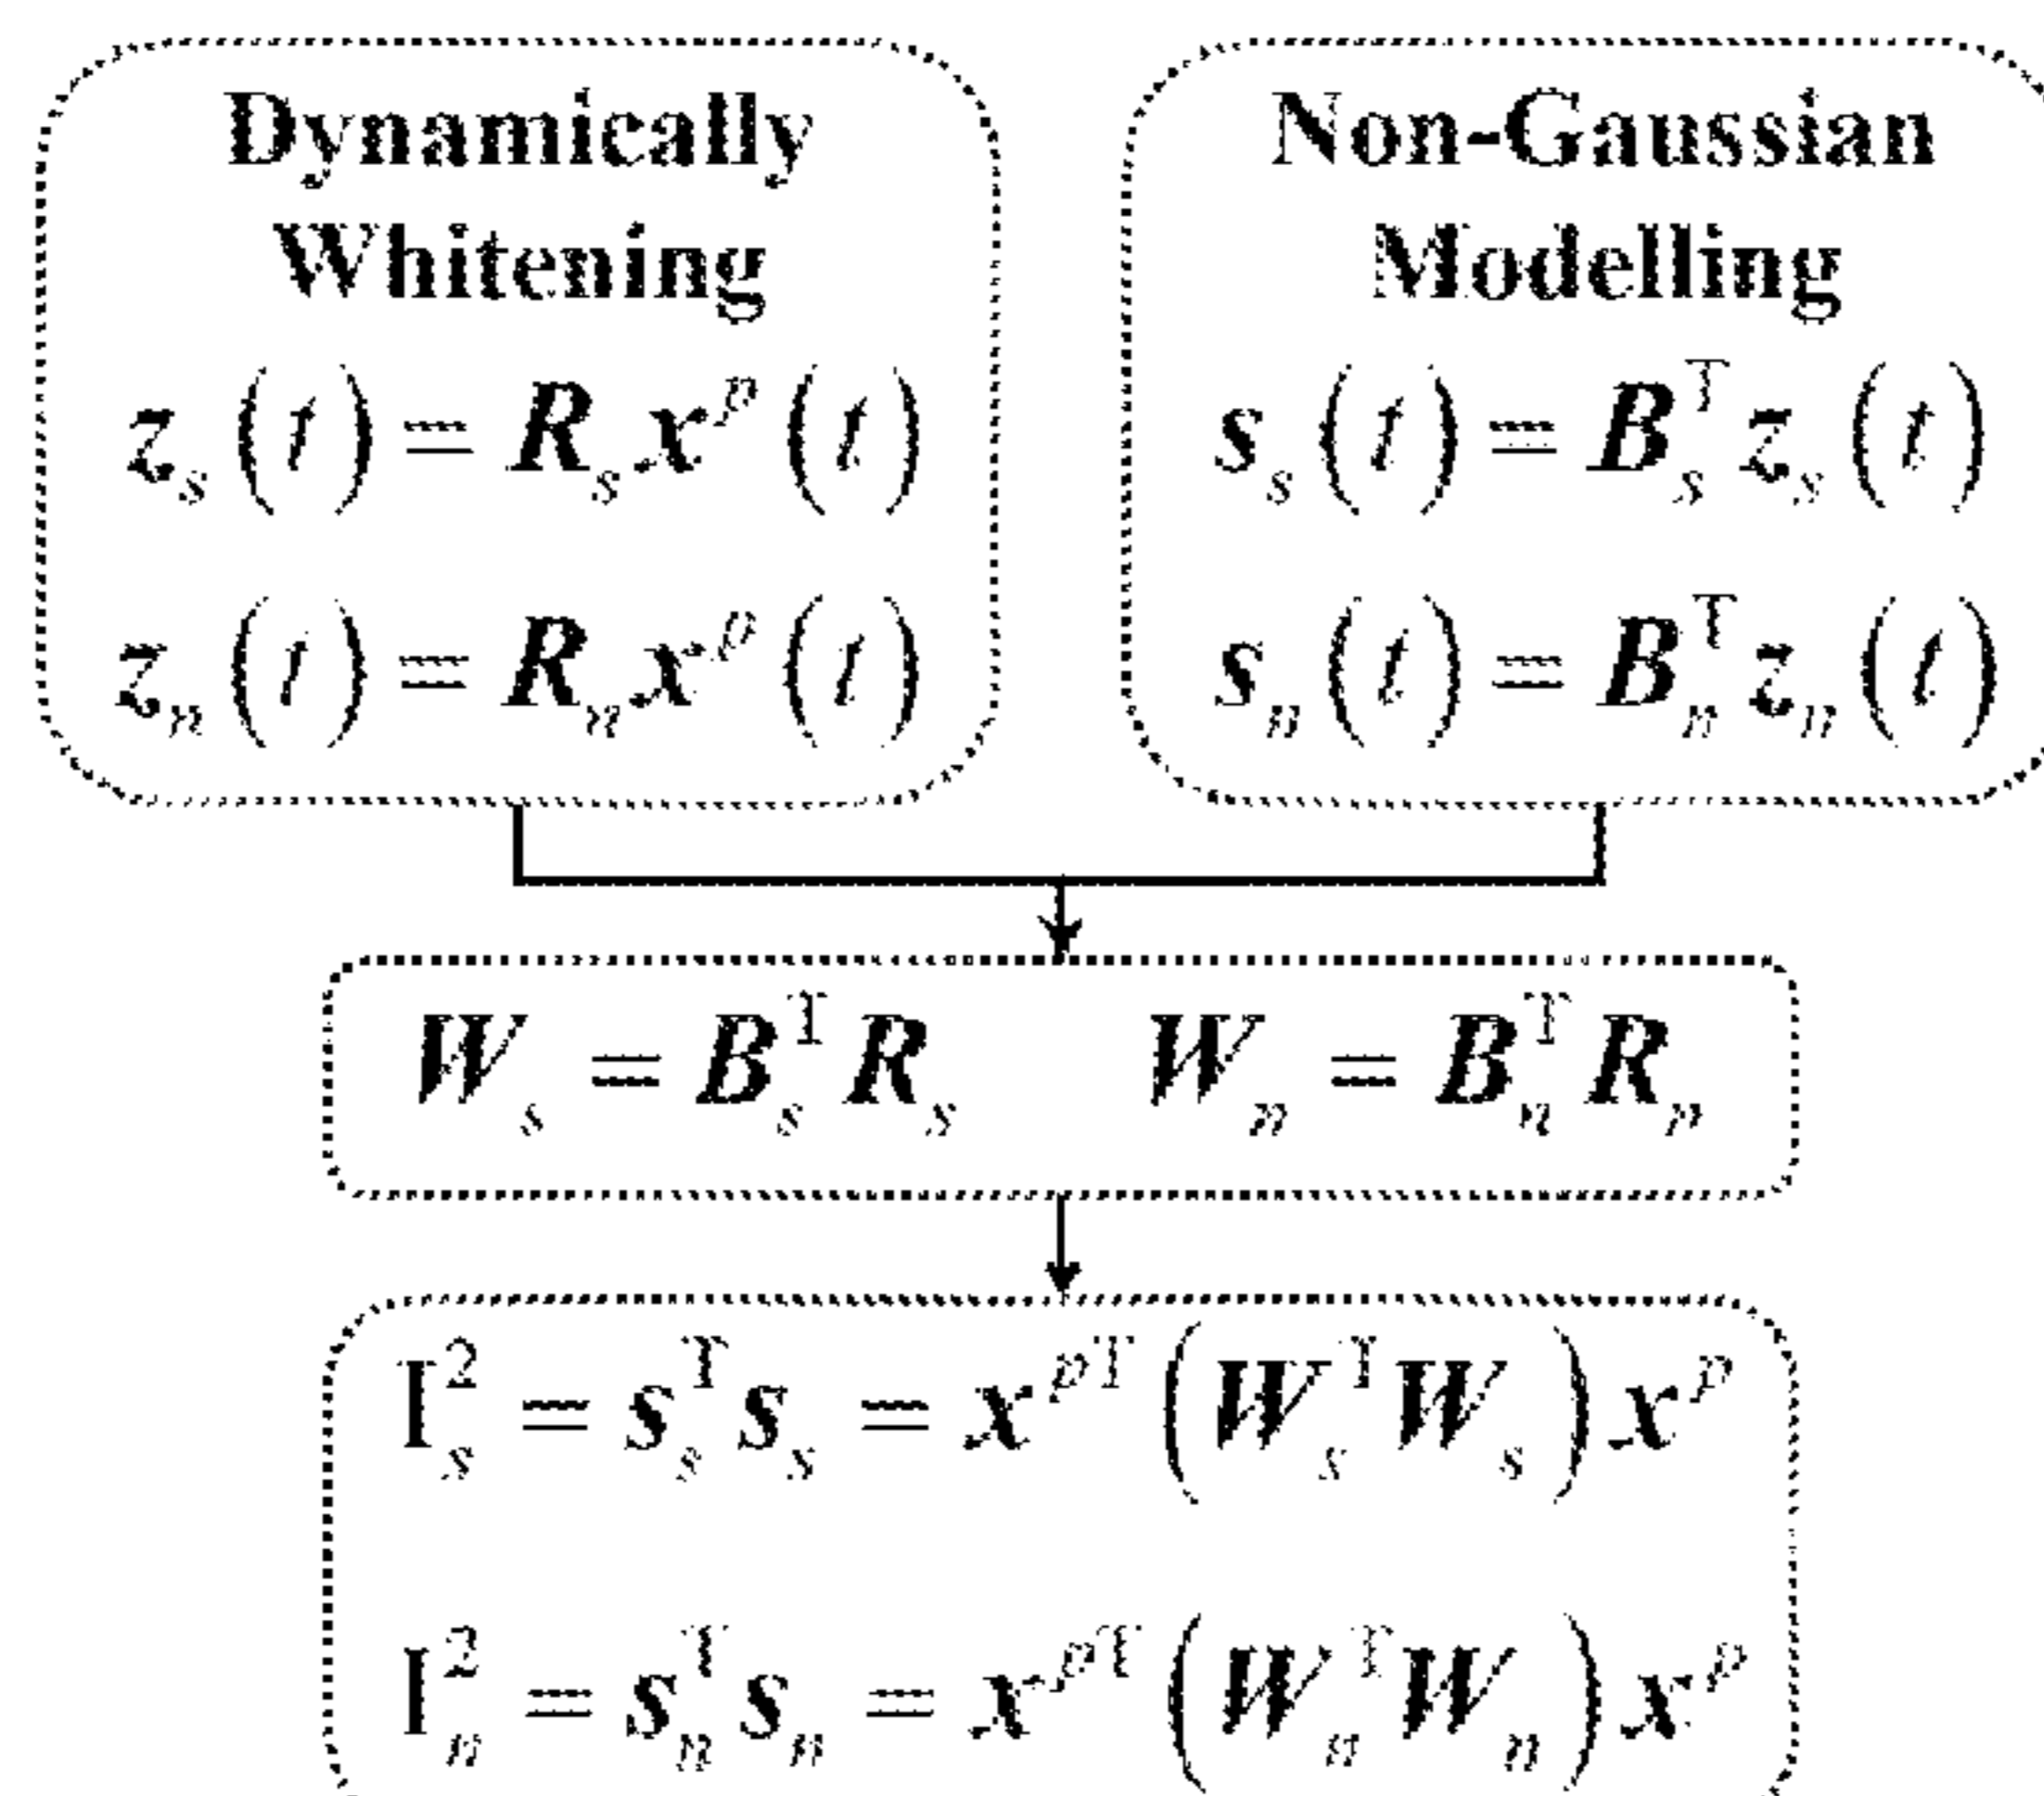 Dynamically
Whitening
z_s(t) = R_s x^p(t)
z_n(t) = R_n x^p(t)
Non-Gaussian
Modelling
s_s(t) = B_s^T z_s(t)
s_n(t) = B_n^T z_n(t)
W_s = B_s^T R_s   W_n = B_n^T R_n
I_s^2 = s_s^T s_s = x^{pT}(W_s^T W_s)x^p
I_n^2 = s_n^T s_n = x^{pT}(W_n^T W_n)x^p